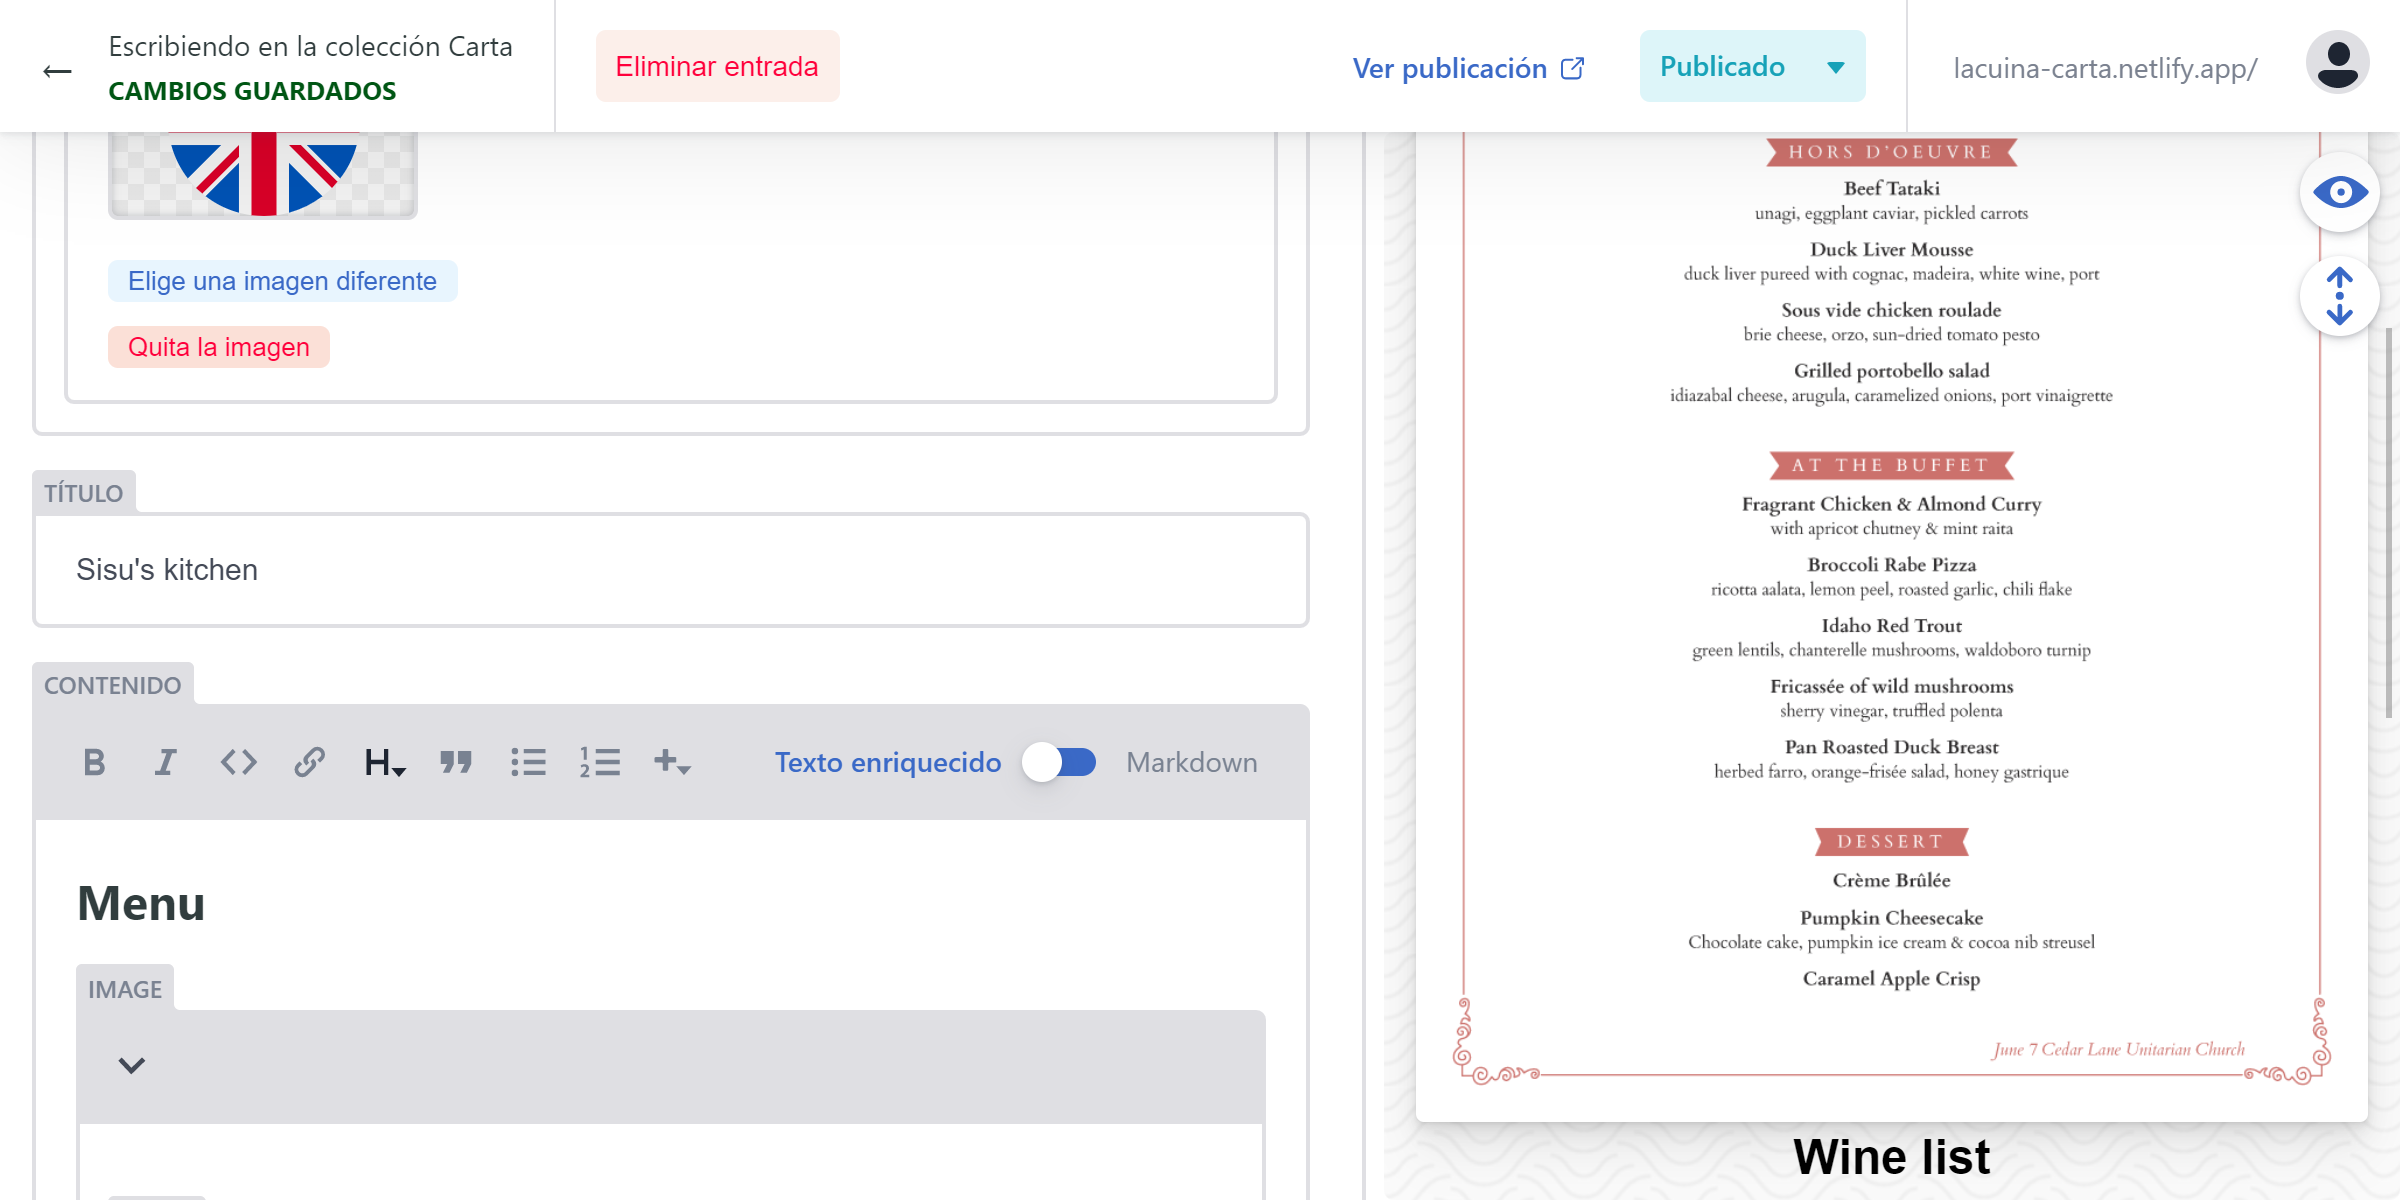 Escribiendo en la colección Carta
CAMBIOS GUARDADOS
Eliminar entrada
Ver publicación
Publicado
lacuina-carta.netlify.app/
Elige una imagen diferente
Quita la imagen
TÍTULO
Sisu's kitchen
CONTENIDO
Texto enriquecido
Markdown
Menu
IMAGE
HORS D'OEUVRE
Beef Tataki
unagi, eggplant caviar, pickled carrots
Duck Liver Mousse
duck liver pureed with cognac, madeira, white wine, port
Sous vide chicken roulade
brie cheese, orzo, sun-dried tomato pesto
Grilled portobello salad
idiazabal cheese, arugula, caramelized onions, port vinaigrette
AT THE BUFFET
Fragrant Chicken & Almond Curry
with apricot chutney & mint raita
Broccoli Rabe Pizza
ricotta aalata, lemon peel, roasted garlic, chili flake
Idaho Red Trout
green lentils, chanterelle mushrooms, waldoboro turnip
Fricassée of wild mushrooms
sherry vinegar, truffled polenta
Pan Roasted Duck Breast
herbed farro, orange-frisée salad, honey gastrique
DESSERT
Crème Brûlée
Pumpkin Cheesecake
Chocolate cake, pumpkin ice cream & cocoa nib streusel
Caramel Apple Crisp
June 7 Cedar Lane Unitarian Church
Wine list